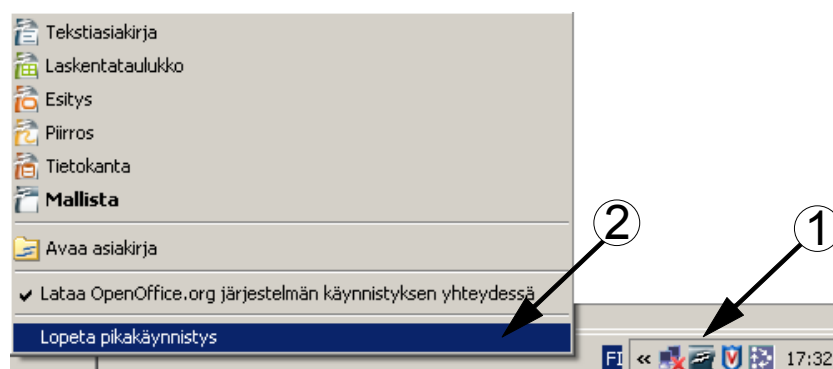 Tekstiasiakirja
Laskentataulukko
Esitys
Piirros
Tietokanta
Mallista
Avaa asiakirja
Lataa OpenOffice.org järjestelmän käynnistyksen yhteydessä
Lopeta pikakäynnistys
2
1
FI « V 17:32